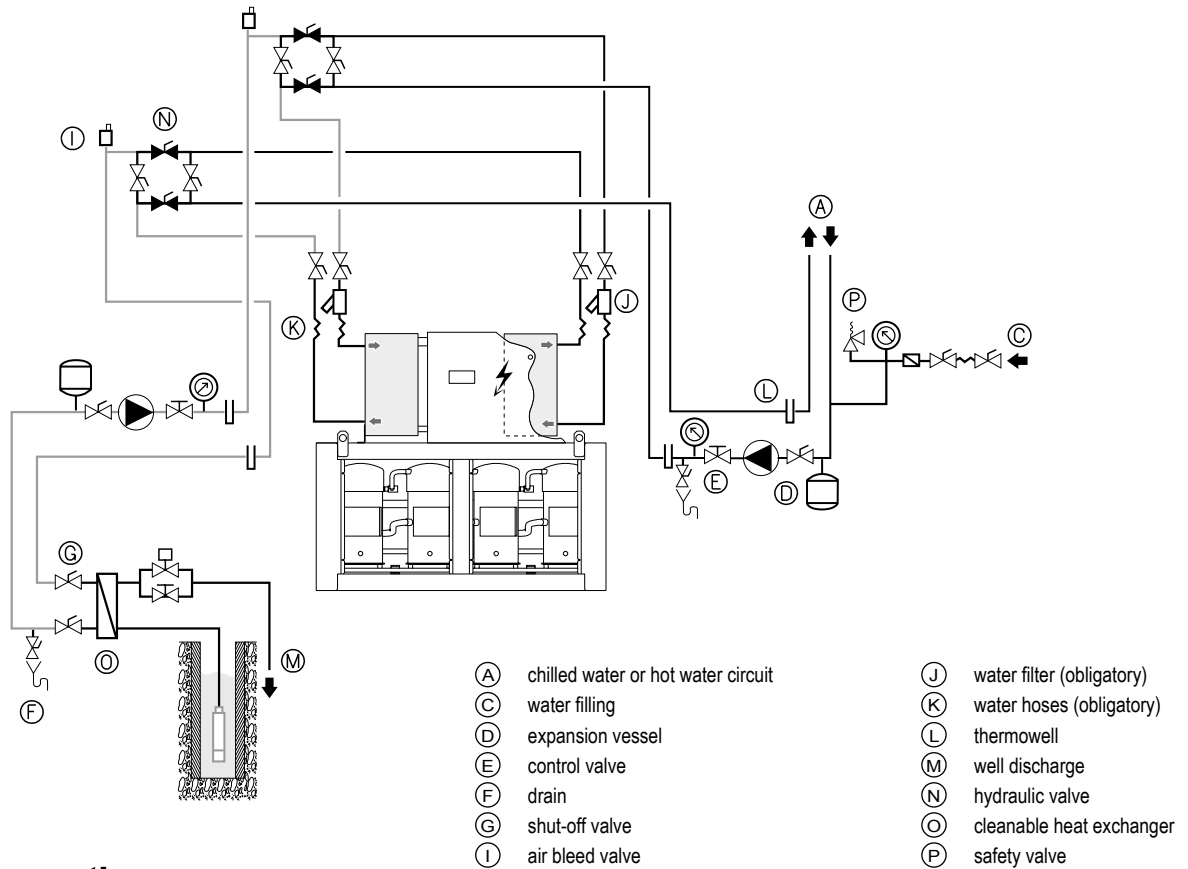 N
I
A
J
P
K
C
L
E
D
G
O
M
F
A chilled water or hot water circuit
C water filling
D expansion vessel
E control valve
F drain
G shut-off valve
I air bleed valve
J water filter (obligatory)
K water hoses (obligatory)
L thermowell
M well discharge
N hydraulic valve
O cleanable heat exchanger
P safety valve